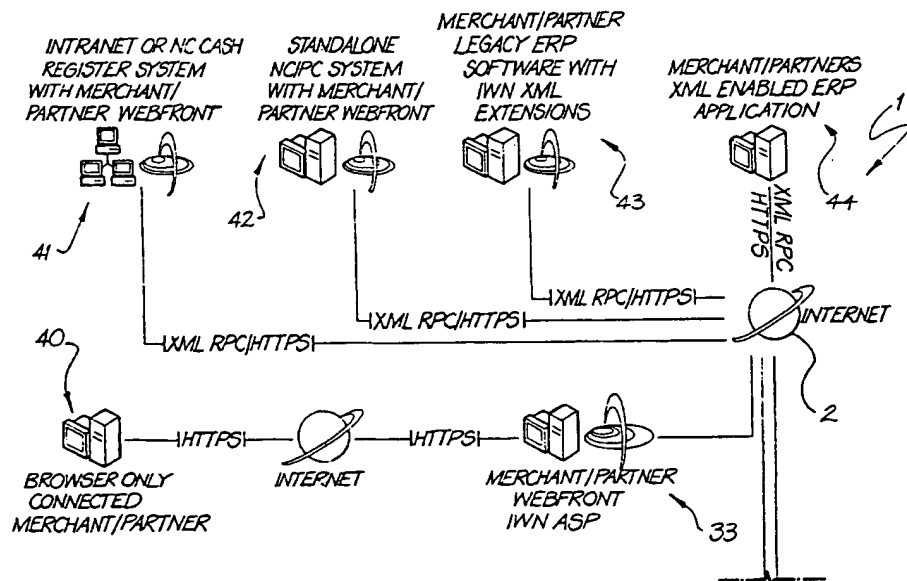 INTRANET OR NC CASH
REGISTER SYSTEM
WITH MERCHANT/
PARTNER WEBFRONT
STANDALONE
NC/PC SYSTEM
WITH MERCHANT/
PARTNER WEBFRONT
MERCHANT/PARTNER
LEGACY ERP
SOFTWARE WITH
IWN XML
EXTENSIONS
MERCHANT/PARTNERS
XML ENABLED ERP
APPLICATION
1
41
42
43
44
XML RPC
HTTPS
XML RPC/HTTPS
XML RPC/HTTPS
XML RPC/HTTPS
INTERNET
2
40
HTTPS
HTTPS
BROWSER ONLY
CONNECTED
MERCHANT/PARTNER
INTERNET
MERCHANT/PARTNER
WEBFRONT
IWN ASP
33